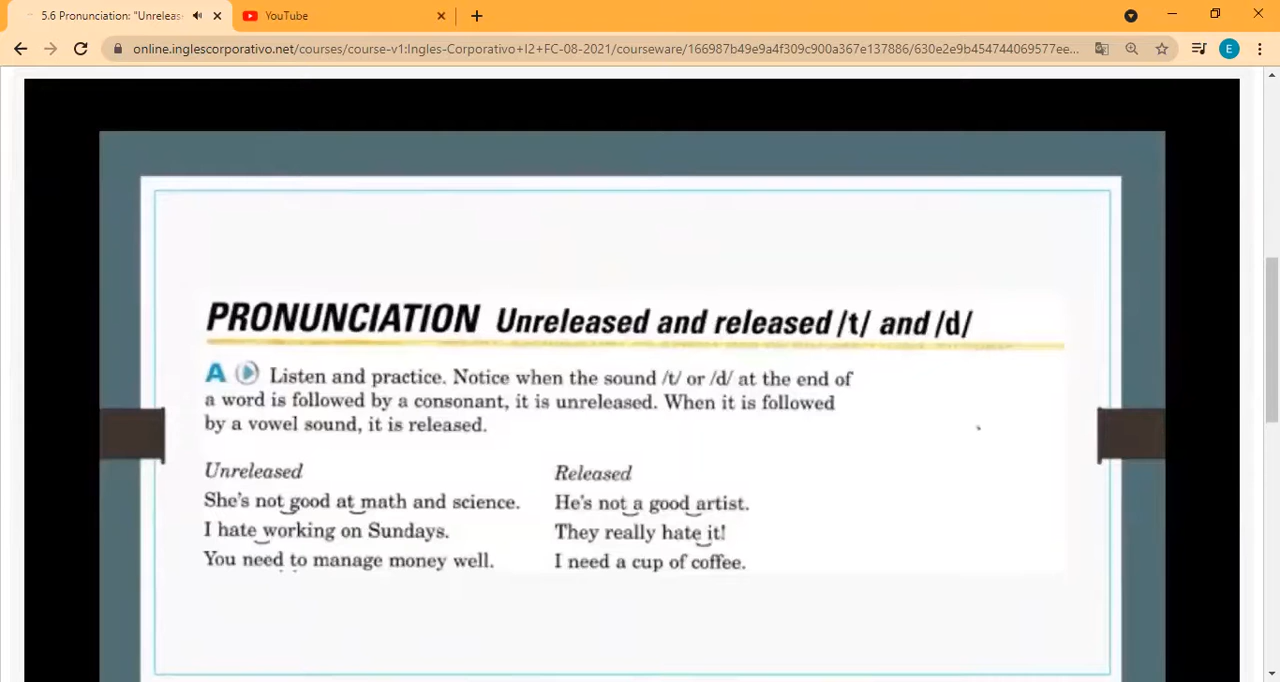 5.6 Pronunciation: "Unreleas
YouTube
online.inglescorporativo.net/courses/course-v1:Ingles-Corporativo+I2+FC-08-2021/courseware/166987b49e9a4f309c900a367e137886/630e2e9b454744069577ee...
E
PRONUNCIATION Unreleased and released /t/ and /d/
A Listen and practice. Notice when the sound /t/ or /d/ at the end of
a word is followed by a consonant, it is unreleased. When it is followed
by a vowel sound, it is released.
Unreleased
She's not good at math and science.
I hate working on Sundays.
You need to manage money well.
Released
He's not a good artist.
They really hate it!
I need a cup of coffee.